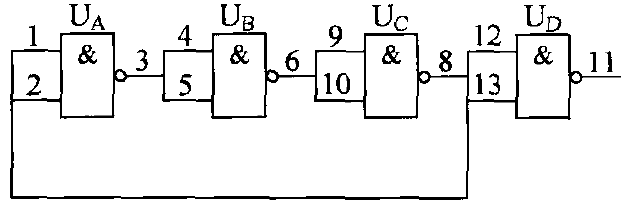 U_A U_B U_C U_D
1 4 9 12
& 3 & 6 & 8 & 11
2 5 10 13